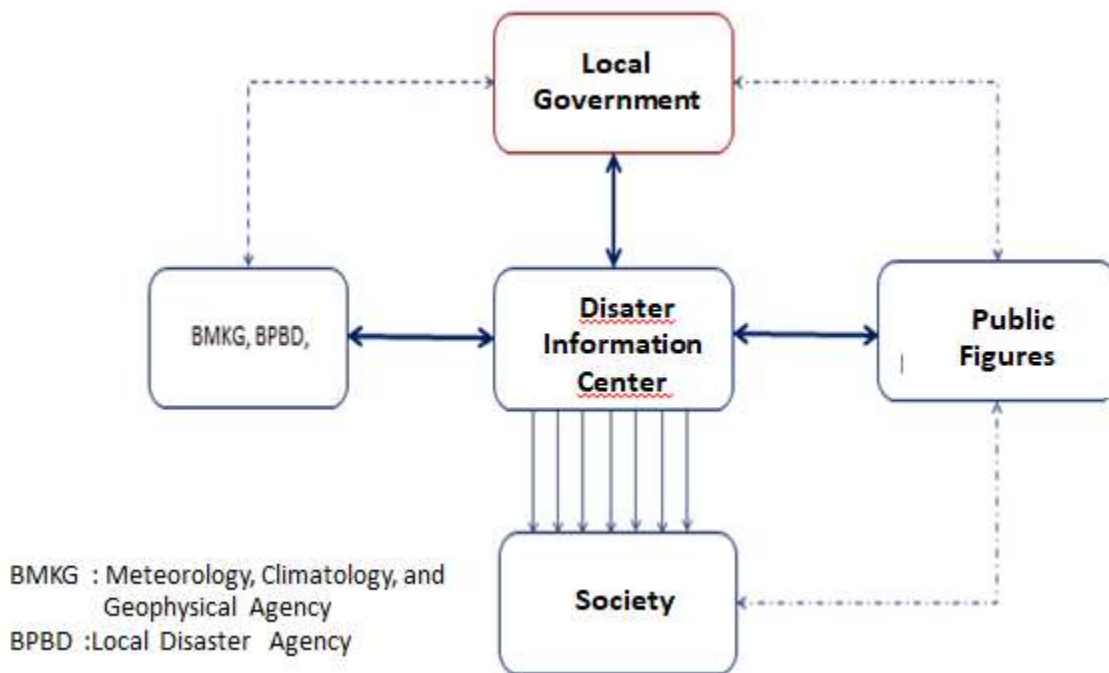 Local
Government
BMKG, BPBD,
Disater
Information
Center
Public
Figures
Society
BMKG : Meteorology, Climatology, and
Geophysical Agency
BPBD :Local Disaster Agency